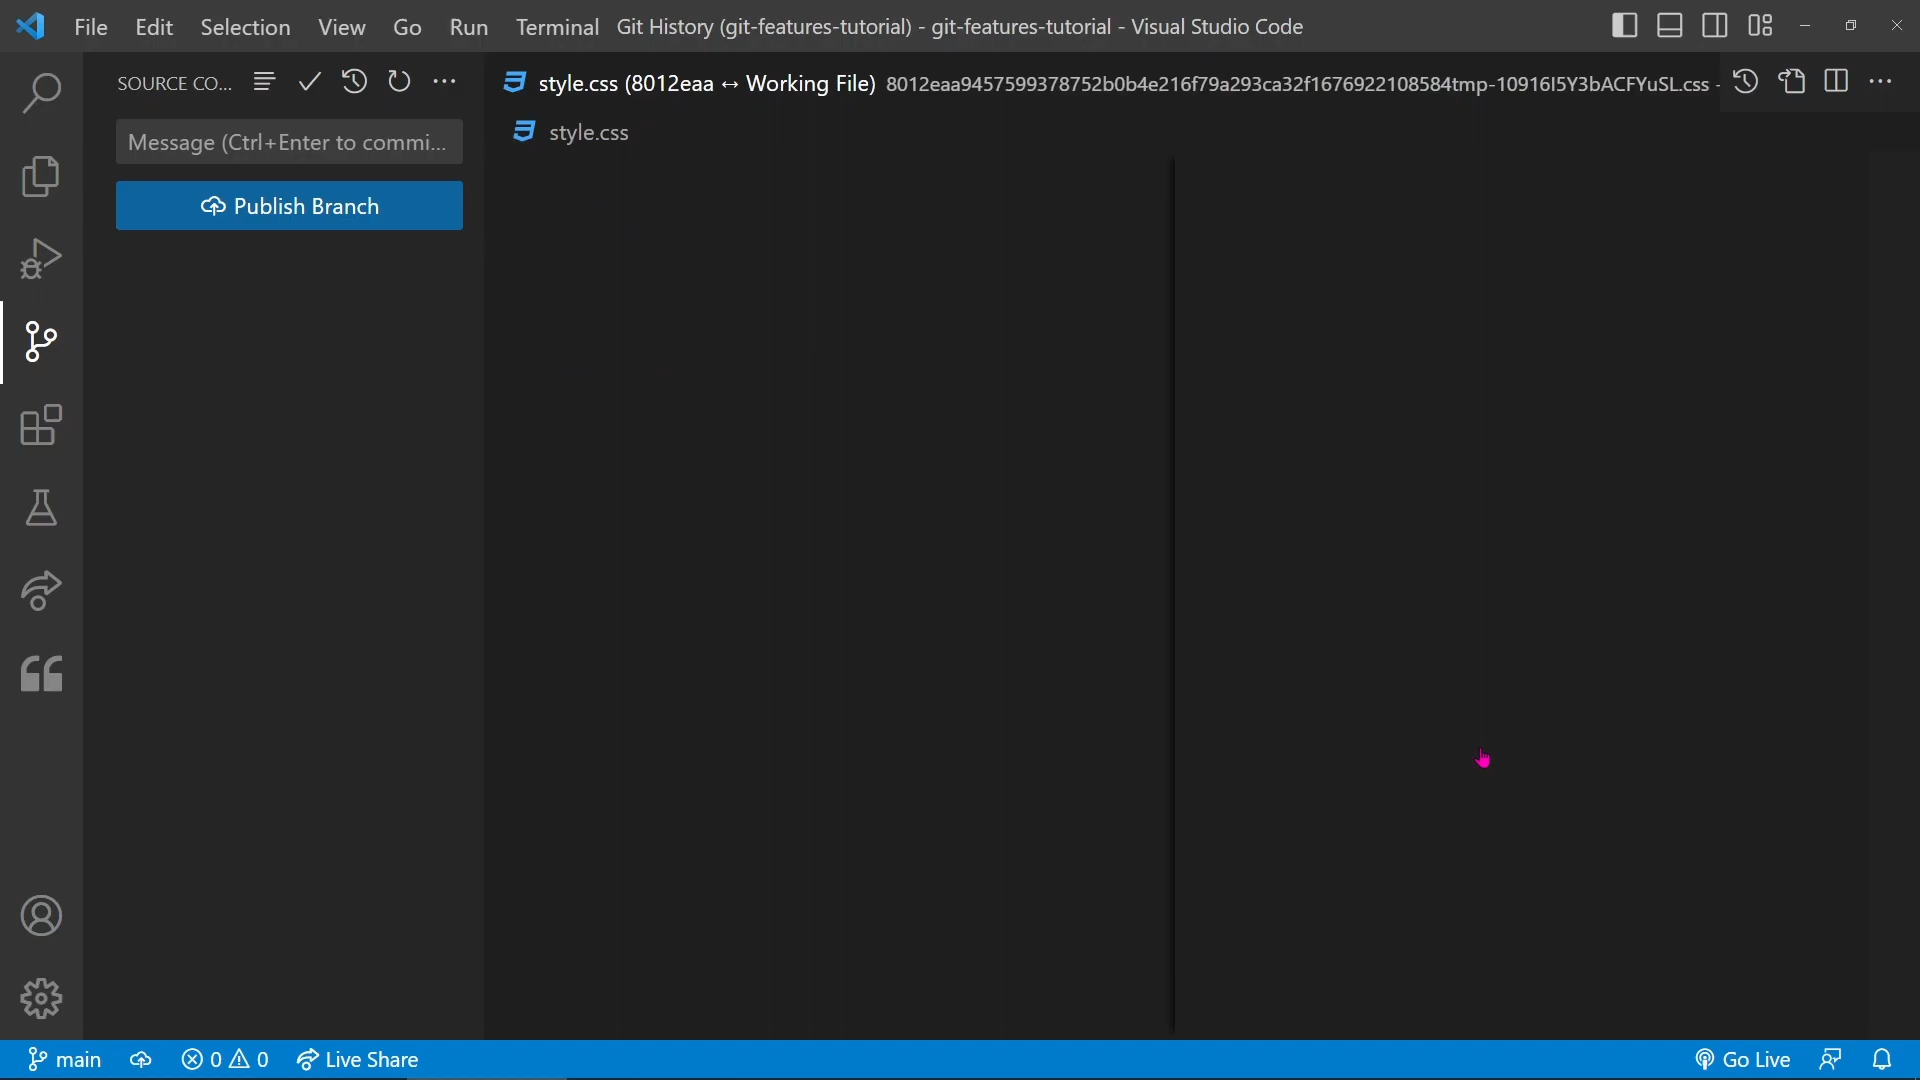 File Edit Selection View Go Run Terminal Git History (git-features-tutorial) - git-features-tutorial - Visual Studio Code
SOURCE CO...
style.css (8012eaa ↔ Working File) 8012eaa9457599378752b0b4e216f79a293ca32f1676922108584tmp-10916I5Y3bACFYuSL.css -
Message (Ctrl+Enter to commi...
style.css
Publish Branch
main 0 0 Live Share Go Live